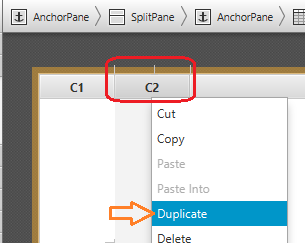 AnchorPane SplitPane AnchorPane
C1 C2
Cut
Copy
Paste
Paste Into
Duplicate
Delete